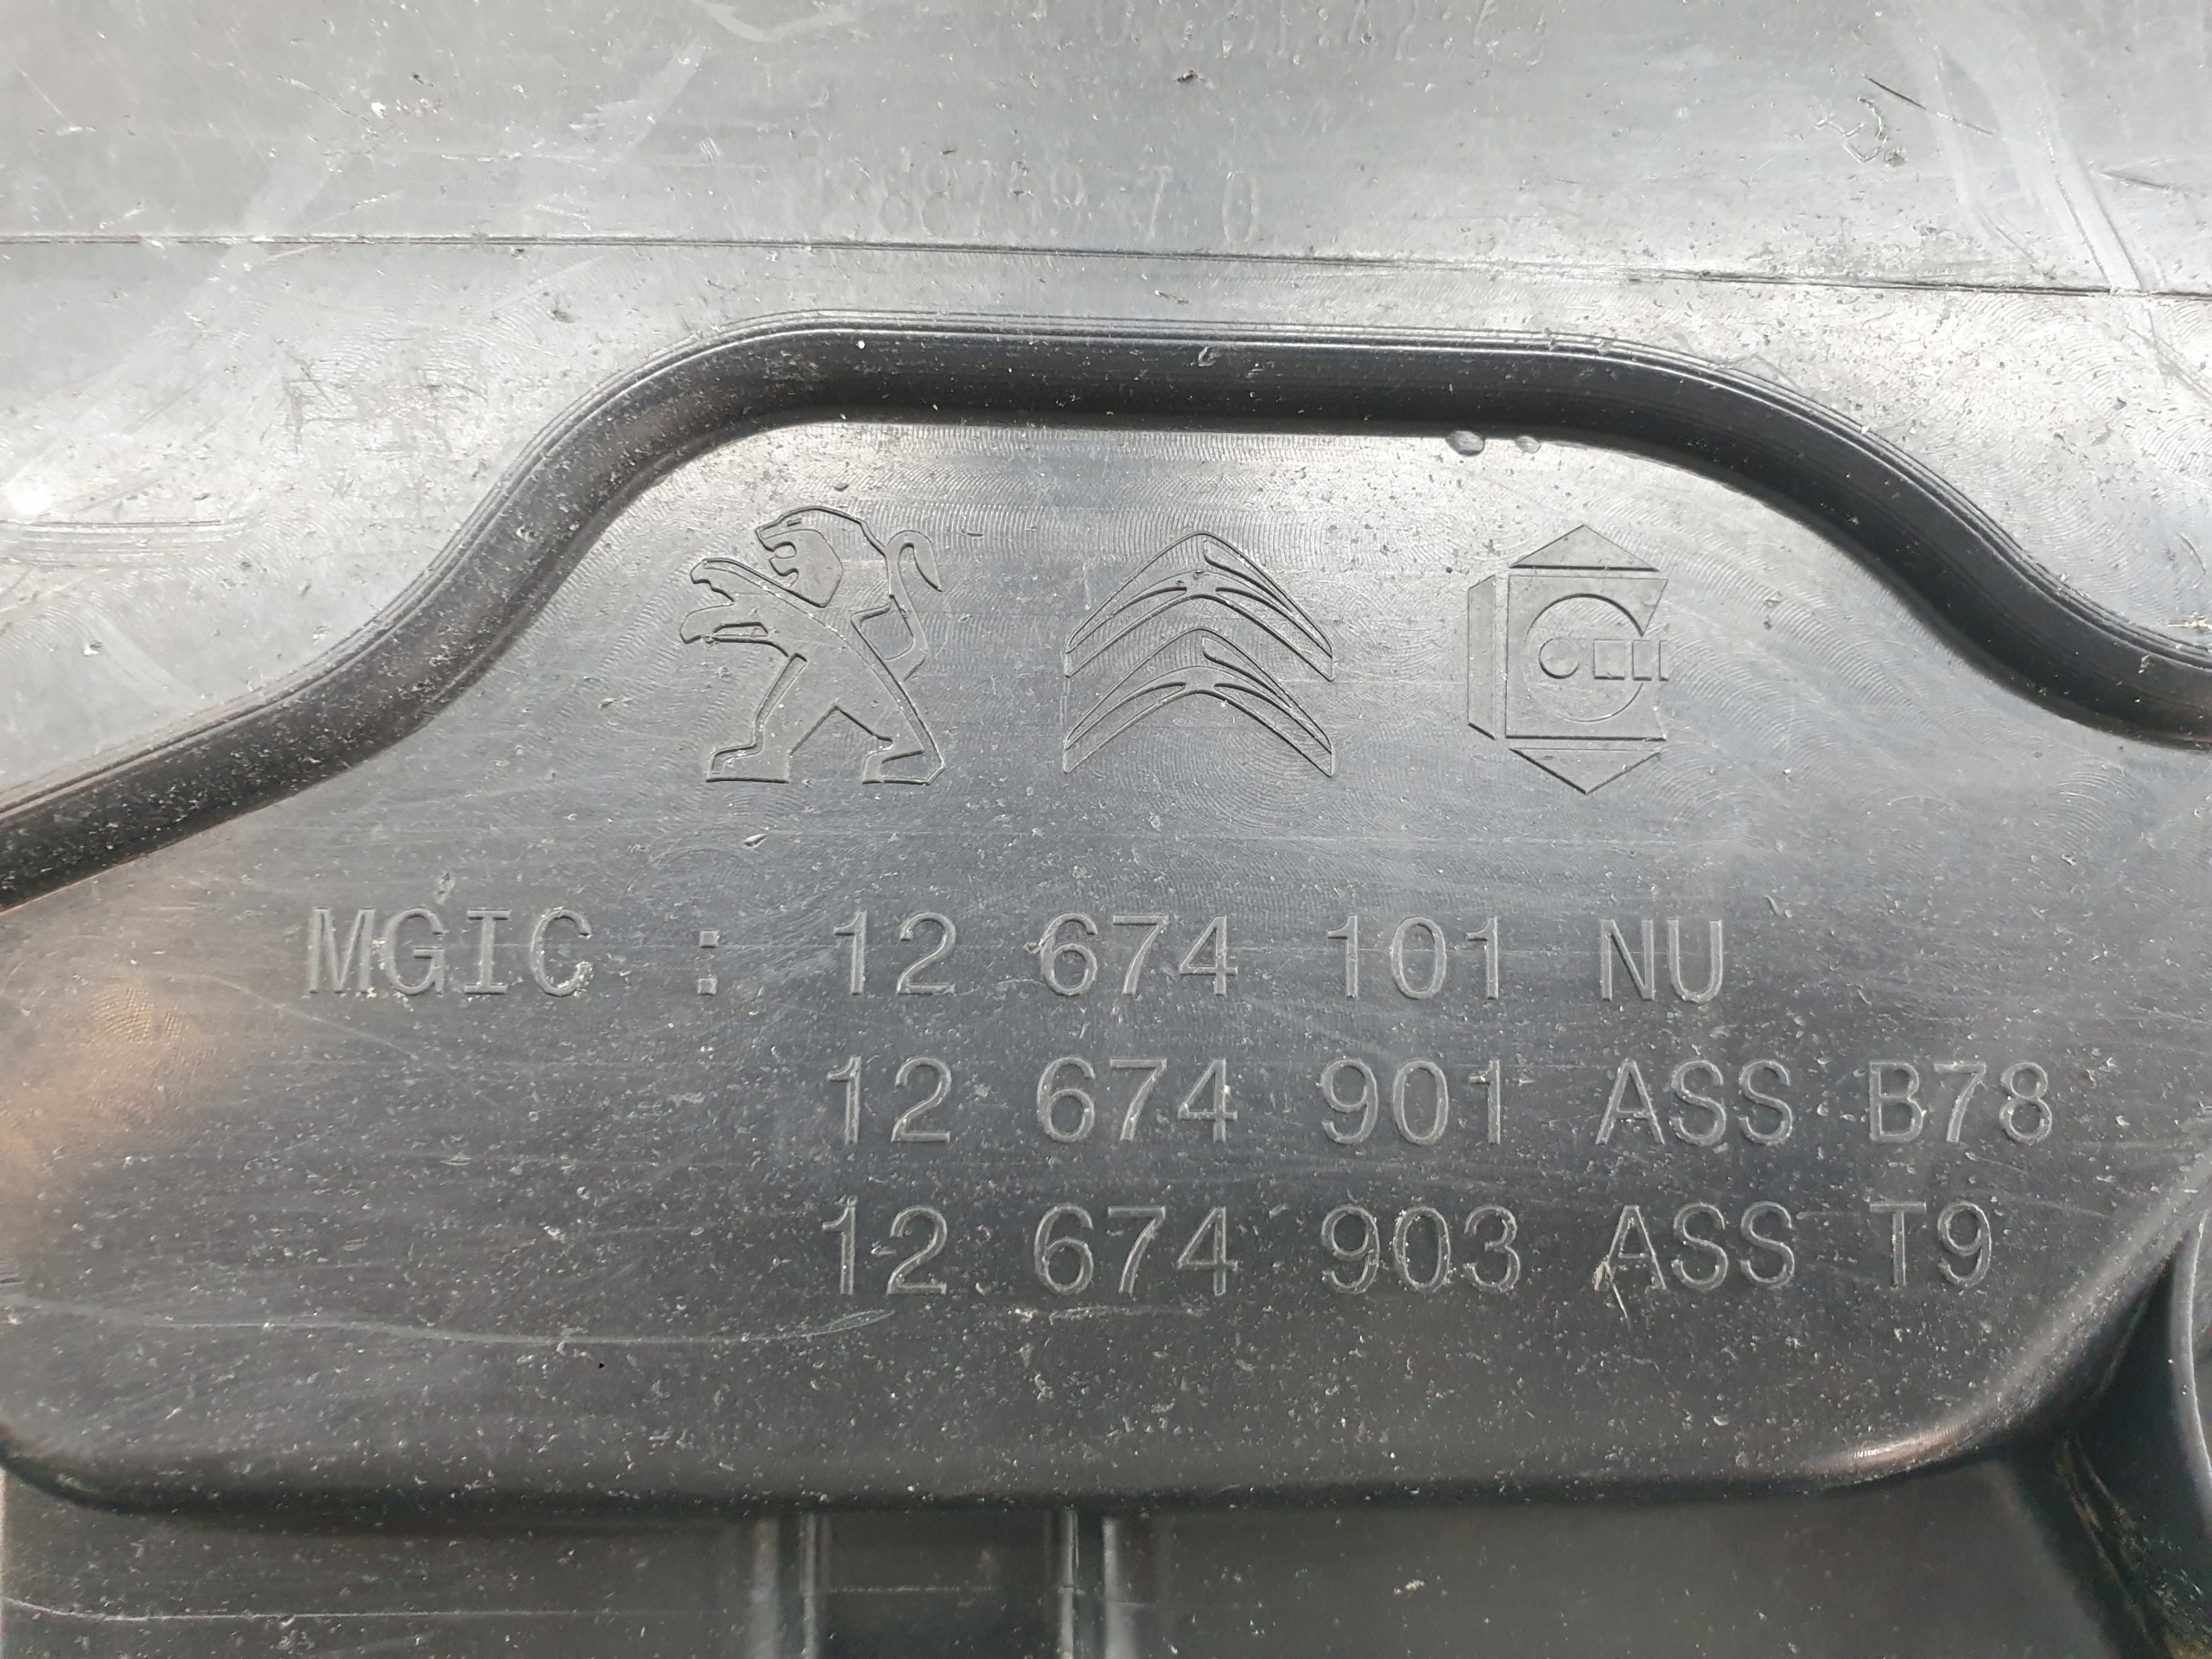 MGIC : 12 674 101 NU
12 674 901 ASS B78
12 674 903 ASS T9